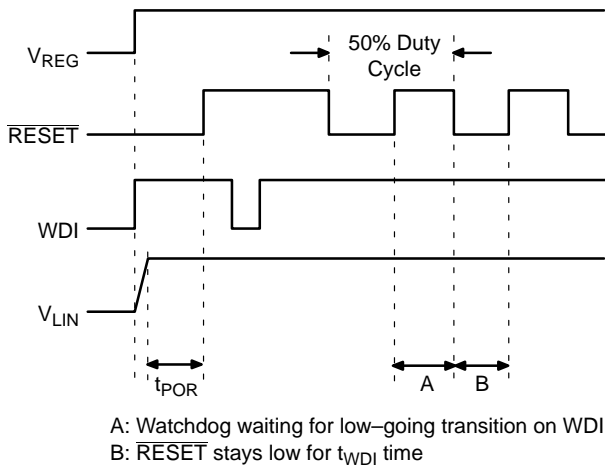 V_REG
50% Duty
Cycle
RESET
WDI
V_LIN
t_POR
A
B
A: Watchdog waiting for low–going transition on WDI
B: RESET stays low for t_WDI time